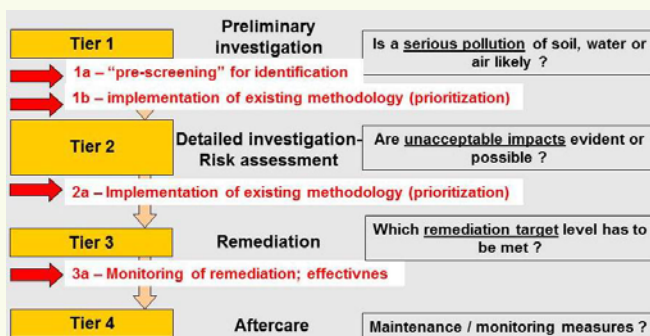 Tier 1
Preliminary
investigation
Is a serious pollution of soil, water or
air likely ?
1a – “pre-screening” for identification
1b – implementation of existing methodology (prioritization)
Tier 2
Detailed investigation-
Risk assessment
Are unacceptable impacts evident or
possible ?
2a – Implementation of existing methodology (prioritization)
Tier 3
Remediation
Which remediation target level has to
be met ?
3a – Monitoring of remediation; effectivnes
Tier 4
Aftercare
Maintenance / monitoring measures ?